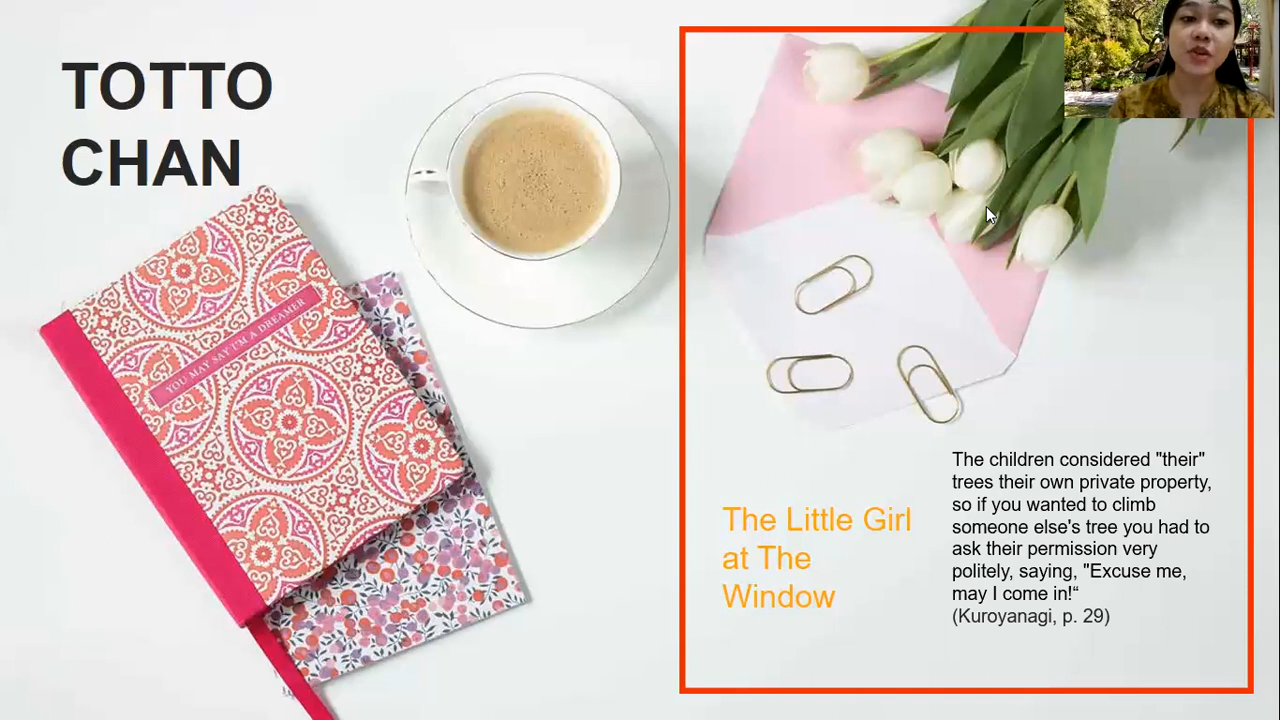 TOTTO
CHAN
YOU MAY SAY I'M A DREAMER
The Little Girl
at The
Window
The children considered "their"
trees their own private property,
so if you wanted to climb
someone else's tree you had to
ask their permission very
politely, saying, "Excuse me,
may I come in!“
(Kuroyanagi, p. 29)